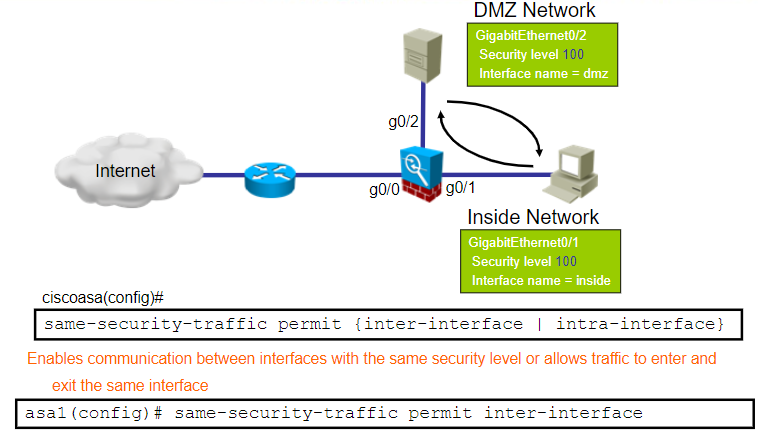 DMZ Network
GigabitEthernet0/2
Security level 100
Interface name = dmz
g0/2
Internet
g0/0
g0/1
Inside Network
GigabitEthernet0/1
Security level 100
Interface name = inside
ciscoasa(config)#
same-security-traffic permit {inter-interface | intra-interface}
Enables communication between interfaces with the same security level or allows traffic to enter and
exit the same interface
asa1(config)# same-security-traffic permit inter-interface